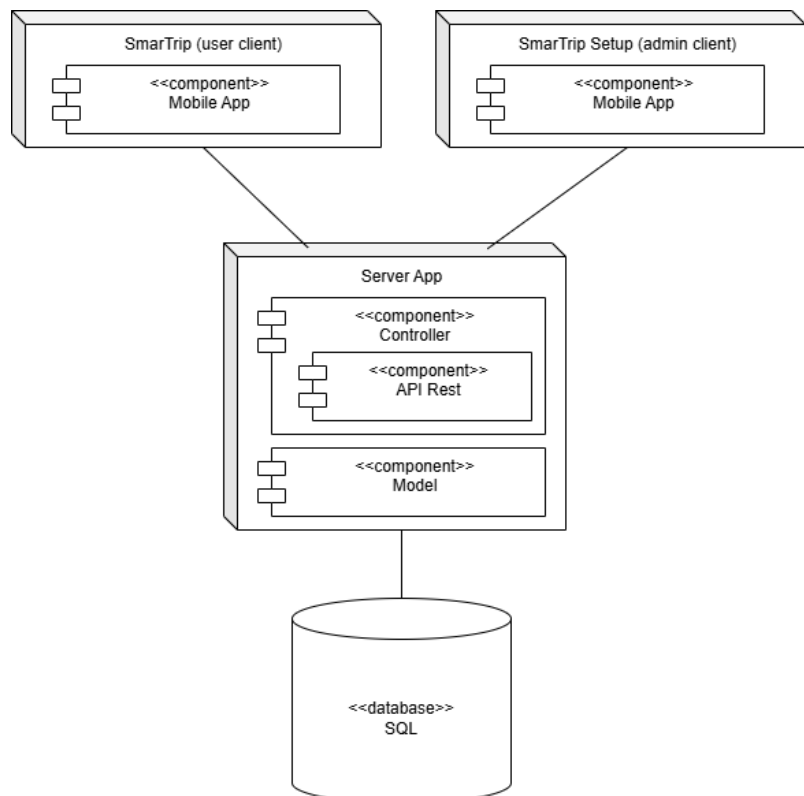 SmarTrip (user client)
<<component>>
Mobile App
SmarTrip Setup (admin client)
<<component>>
Mobile App
Server App
<<component>>
Controller
<<component>>
API Rest
<<component>>
Model
<<database>>
SQL